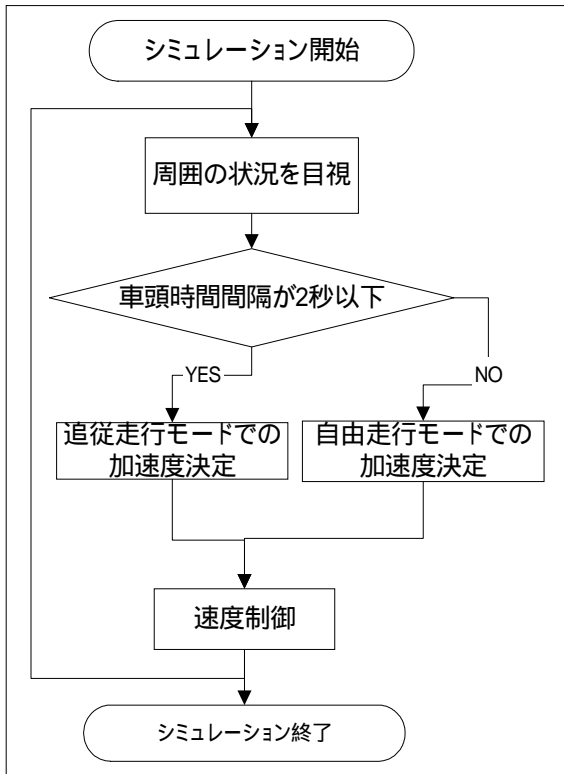 シミュレーション開始
周囲の状況を目視
車頭時間間隔が2秒以下
YES
NO
追従走行モードでの
加速度決定
自由走行モードでの
加速度決定
速度制御
シミュレーション終了